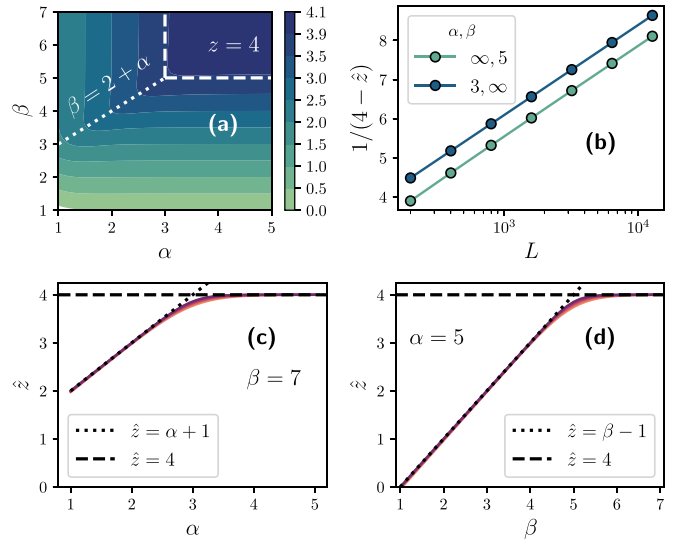 7
6
5
4
3
2
1
β
1 2 3 4 5
α
z = 4
β = 2 + α
(a)
4.1
3.9
3.5
3.0
2.5
2.0
1.5
1.0
0.5
0.0
8
7
6
5
4
1/(4 − ẑ)
α, β
∞, 5
3, ∞
(b)
10³ 10⁴
L
4
3
2
1
0
ẑ
(c)
β = 7
ẑ = α + 1
ẑ = 4
1 2 3 4 5
α
4
3
2
1
0
ẑ
α = 5
(d)
ẑ = β − 1
ẑ = 4
1 2 3 4 5 6 7
β